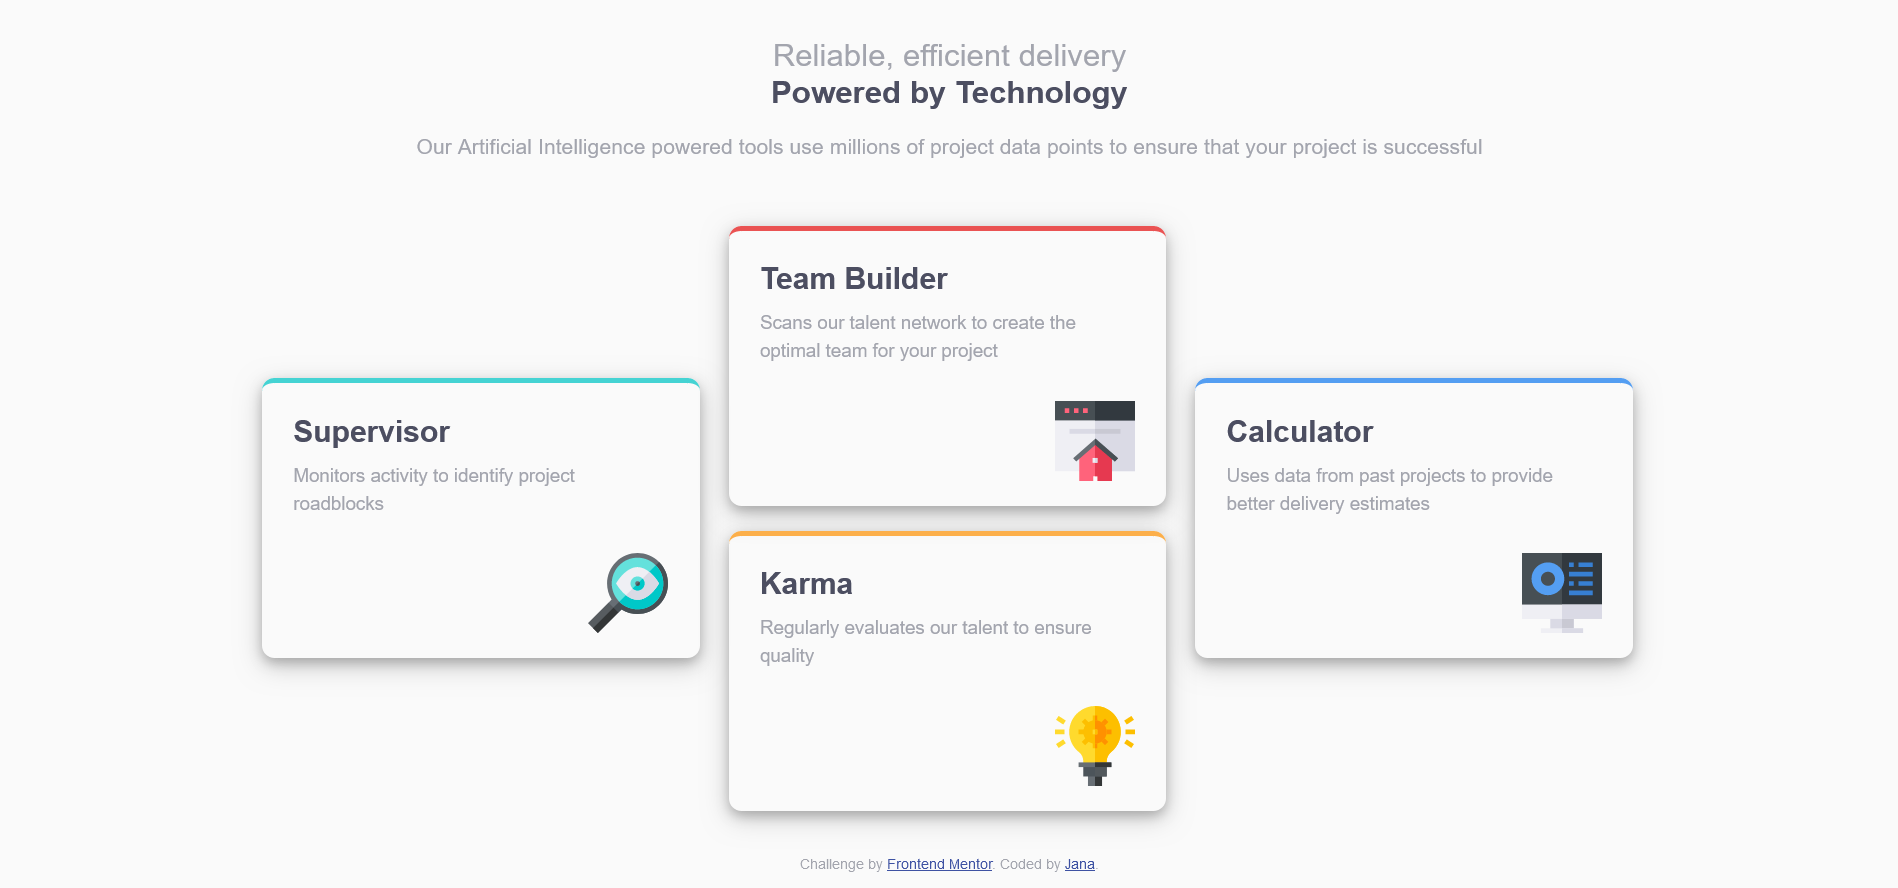 Reliable, efficient delivery
Powered by Technology
Our Artificial Intelligence powered tools use millions of project data points to ensure that your project is successful
Team Builder
Scans our talent network to create the
optimal team for your project
Supervisor
Monitors activity to identify project
roadblocks
Calculator
Uses data from past projects to provide
better delivery estimates
Karma
Regularly evaluates our talent to ensure
quality
Challenge by Frontend Mentor. Coded by Jana.